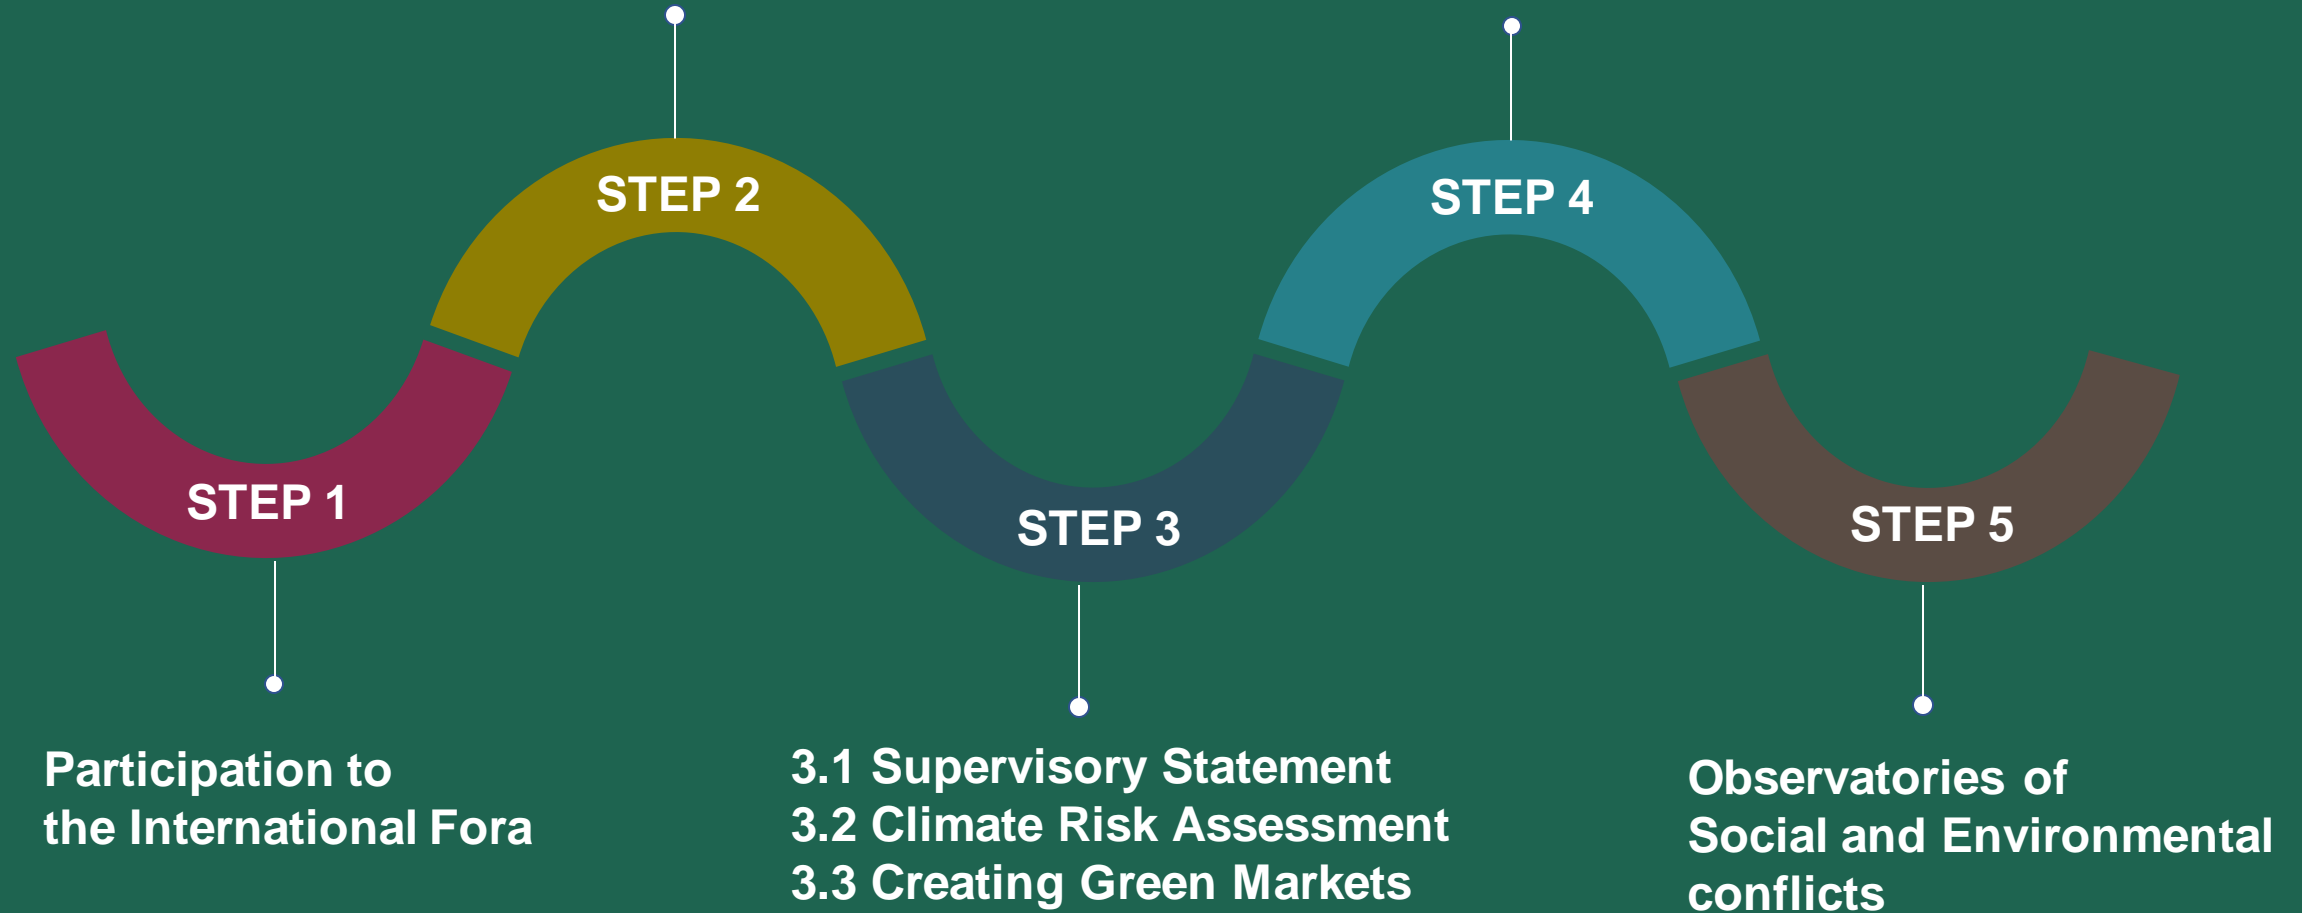 STEP 2
STEP 4
STEP 1
STEP 3
STEP 5
Participation to
the International Fora
3.1 Supervisory Statement
3.2 Climate Risk Assessment
3.3 Creating Green Markets
Observatories of
Social and Environmental
conflicts